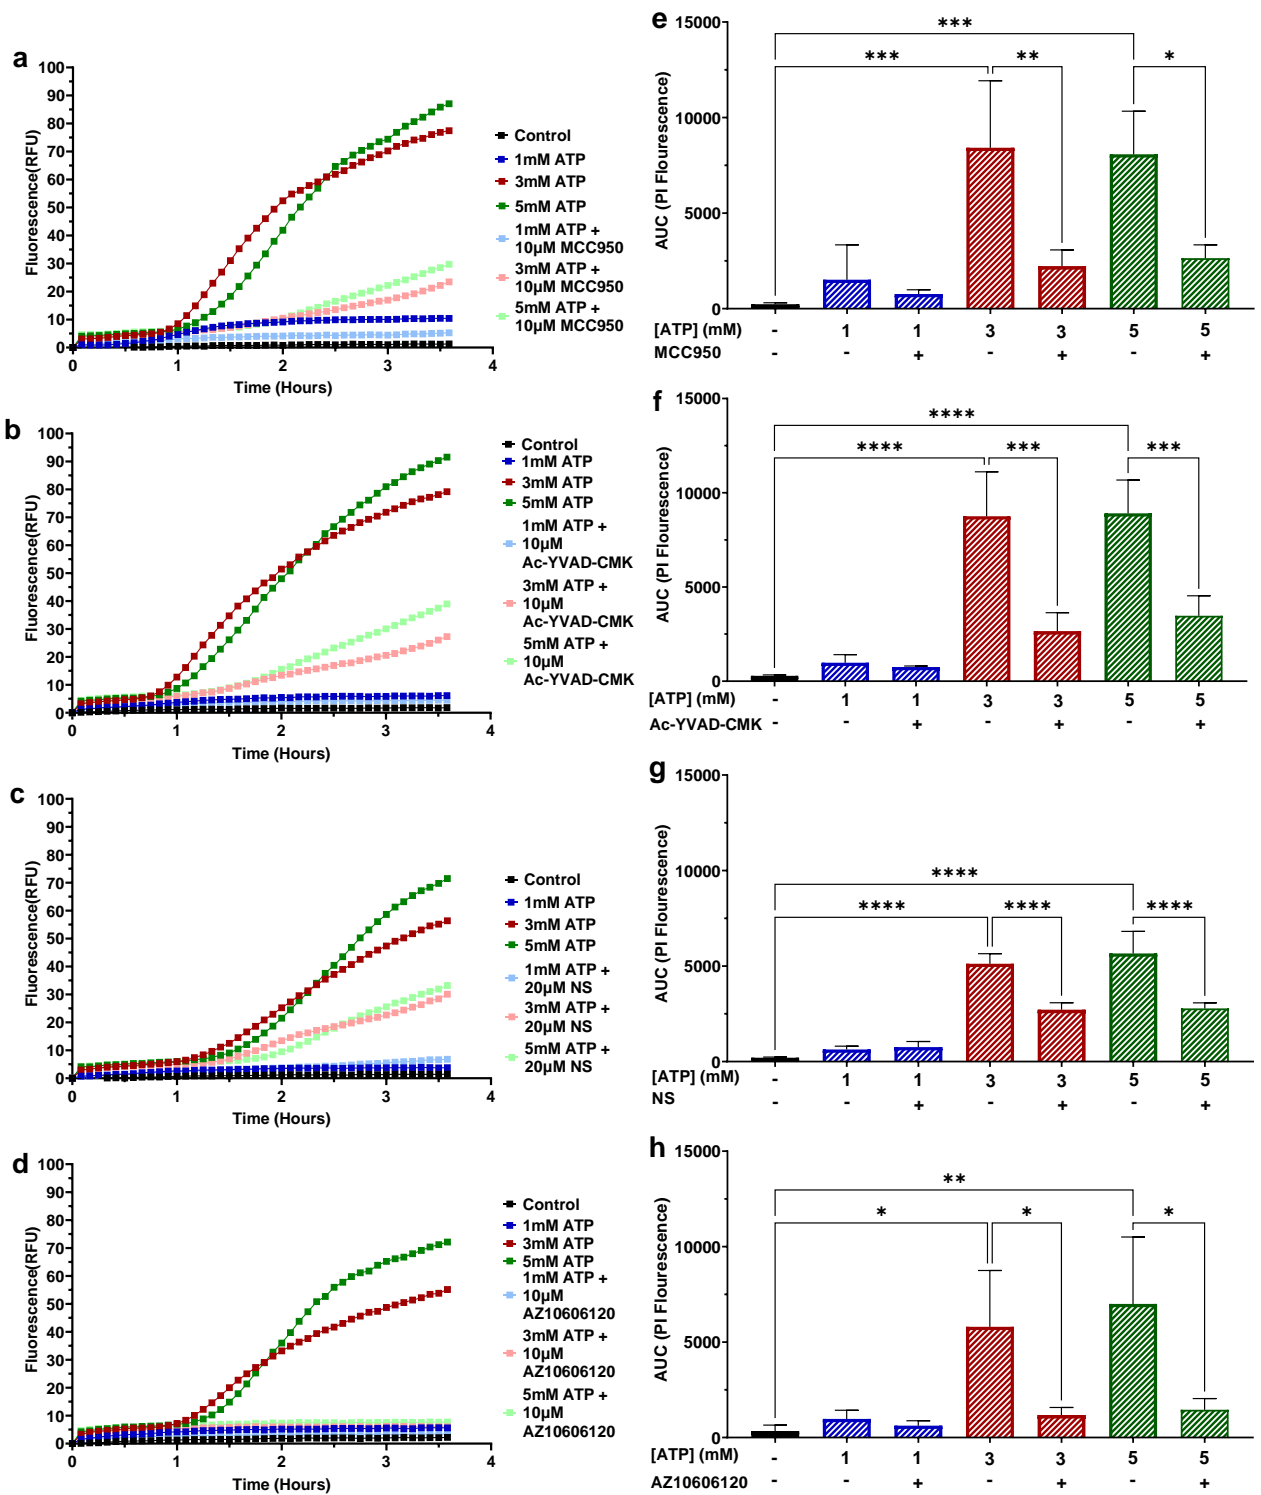 a
100
90
80
70
60
50
40
30
20
10
0
Fluorescence(RFU)
0 1 2 3 4
Time (Hours)
Control
1mM ATP
3mM ATP
5mM ATP
1mM ATP +
10µM MCC950
3mM ATP +
10µM MCC950
5mM ATP +
10µM MCC950
e
15000
10000
5000
0
AUC (PI Flourescence)
***
*** ** *
[ATP] (mM) - 1 1 3 3 5 5
MCC950 - - + - + - +
b
100
90
80
70
60
50
40
30
20
10
0
Fluorescence(RFU)
0 1 2 3 4
Time (Hours)
Control
1mM ATP
3mM ATP
5mM ATP
1mM ATP +
10µM
Ac-YVAD-CMK
3mM ATP +
10µM
Ac-YVAD-CMK
5mM ATP +
10µM
Ac-YVAD-CMK
f
15000
10000
5000
0
AUC (PI Flourescence)
****
**** *** ***
[ATP] (mM) - 1 1 3 3 5 5
Ac-YVAD-CMK - - + - + - +
c
100
90
80
70
60
50
40
30
20
10
0
Fluorescence(RFU)
0 1 2 3 4
Time (Hours)
Control
1mM ATP
3mM ATP
5mM ATP
1mM ATP +
20µM NS
3mM ATP +
20µM NS
5mM ATP +
20µM NS
g
15000
10000
5000
0
AUC (PI Flourescence)
****
**** **** ****
[ATP] (mM) - 1 1 3 3 5 5
NS - - + - + - +
d
100
90
80
70
60
50
40
30
20
10
0
Fluorescence(RFU)
0 1 2 3 4
Time (Hours)
Control
1mM ATP
3mM ATP
5mM ATP
1mM ATP +
10µM
AZ10606120
3mM ATP +
10µM
AZ10606120
5mM ATP +
10µM
AZ10606120
h
15000
10000
5000
0
AUC (PI Flourescence)
**
* * *
[ATP] (mM) - 1 1 3 3 5 5
AZ10606120 - - + - + - +